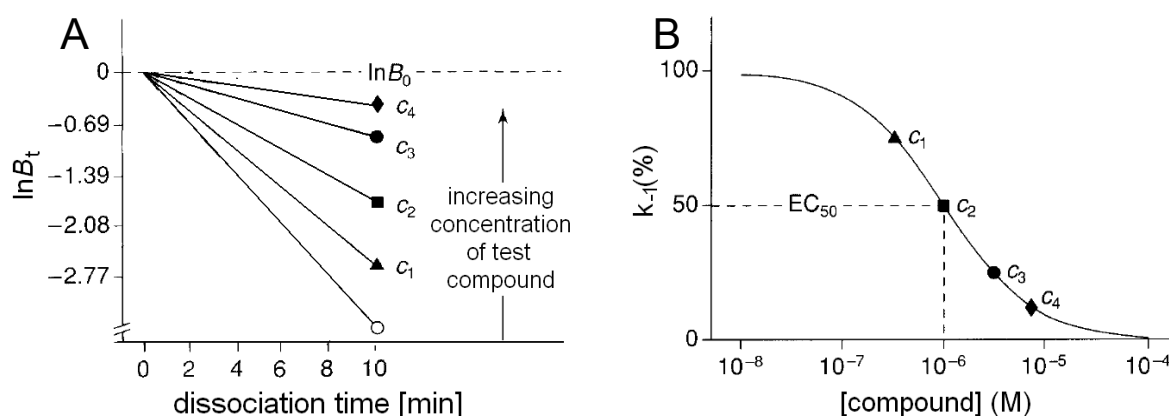 A
0
−0.69
−1.39
−2.08
−2.77
lnBₜ
lnB₀
c₄
c₃
c₂
c₁
increasing
concentration
of test
compound
0 2 4 6 8 10
dissociation time [min]
B
100
50
0
k₋₁(%)
EC₅₀
c₁
c₂
c₃
c₄
10⁻⁸ 10⁻⁷ 10⁻⁶ 10⁻⁵ 10⁻⁴
[compound] (M)